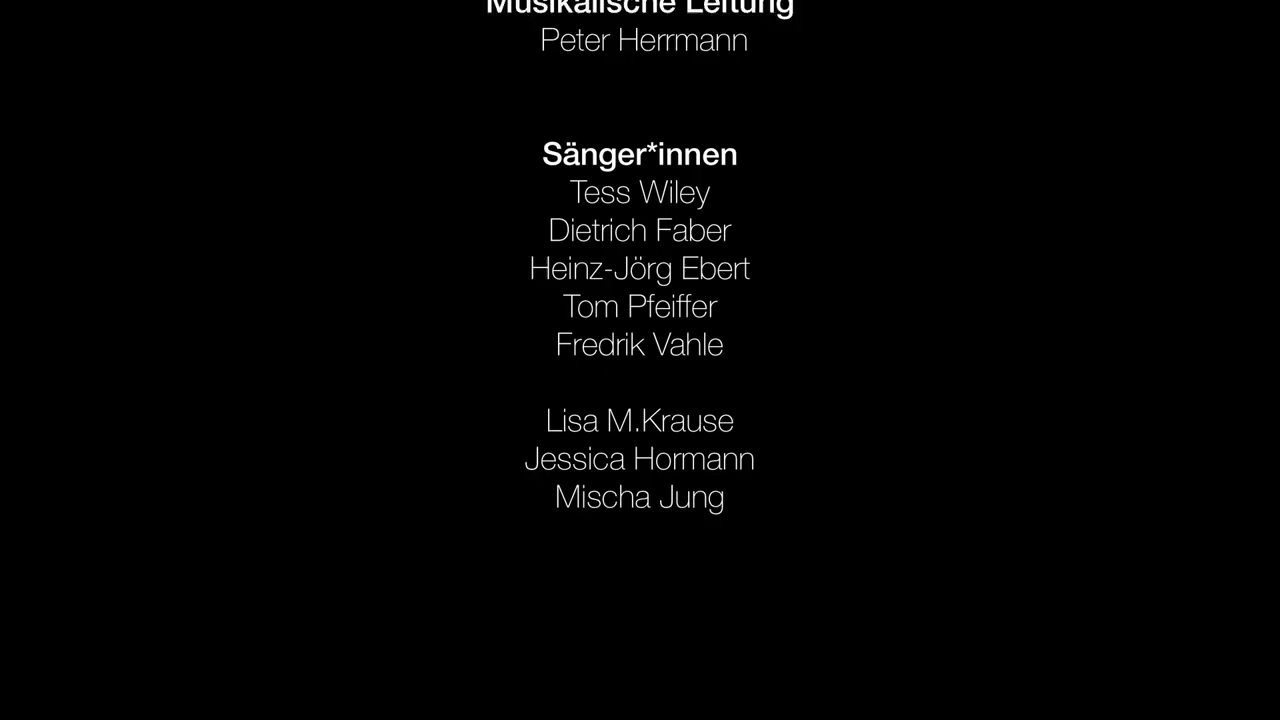 Musikalische Leitung
Peter Herrmann
Sänger*innen
Tess Wiley
Dietrich Faber
Heinz-Jörg Ebert
Tom Pfeiffer
Fredrik Vahle
Lisa M.Krause
Jessica Hormann
Mischa Jung